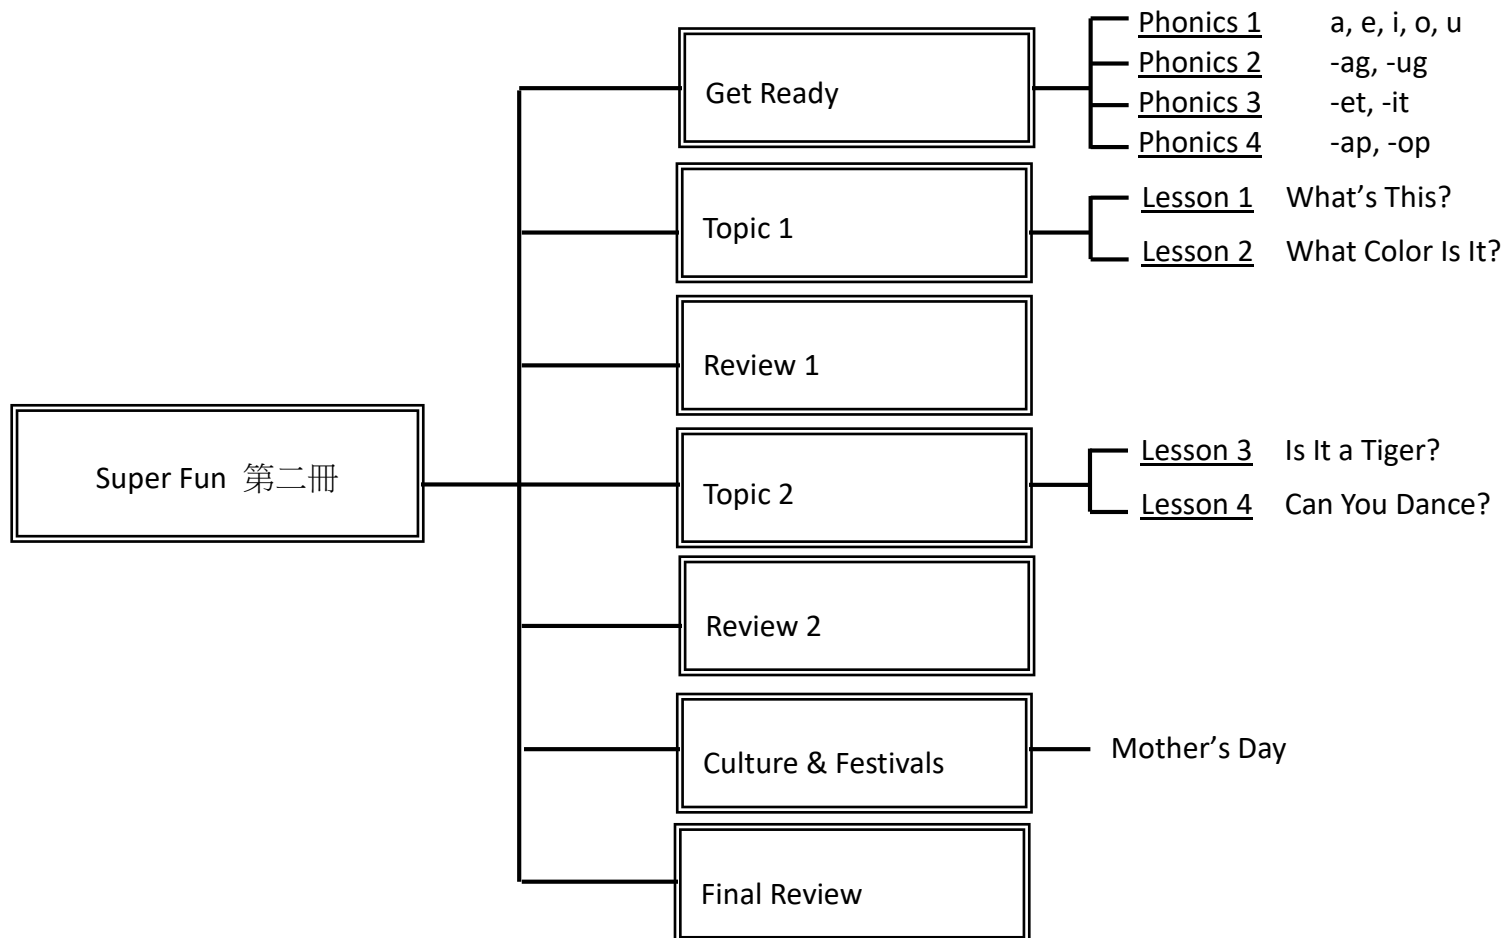 Super Fun 第二冊
Get Ready
Phonics 1 a, e, i, o, u
Phonics 2 -ag, -ug
Phonics 3 -et, -it
Phonics 4 -ap, -op
Topic 1
Lesson 1 What’s This?
Lesson 2 What Color Is It?
Review 1
Topic 2
Lesson 3 Is It a Tiger?
Lesson 4 Can You Dance?
Review 2
Culture & Festivals
Mother’s Day
Final Review